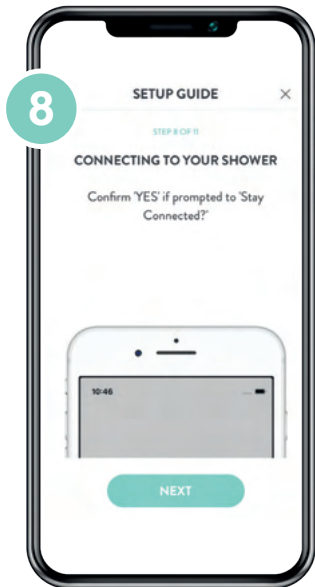 8
SETUP GUIDE
STEP 8 OF 11
CONNECTING TO YOUR SHOWER
Confirm 'YES' if prompted to 'Stay
Connected?'
10:46
NEXT